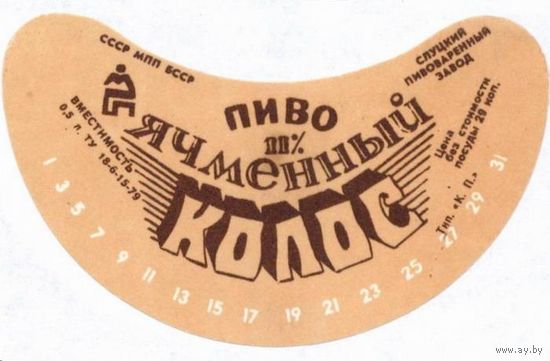 СССР МПП БССР
СЛУЦКИЙ
ПИВОВАРЕННЫЙ
ЗАВОД
ВМЕСТИМОСТЬ
0,5 л. ТУ 18-6-15-79
ПИВО
11%
ЯЧМЕННЫЙ
КОЛОС
Цена без стоимости
посуды 29 коп.
Тип. «К. П.»
1 3 5 7 9 11 13 15 17 19 21 23 25 27 29 31
www.ay.by